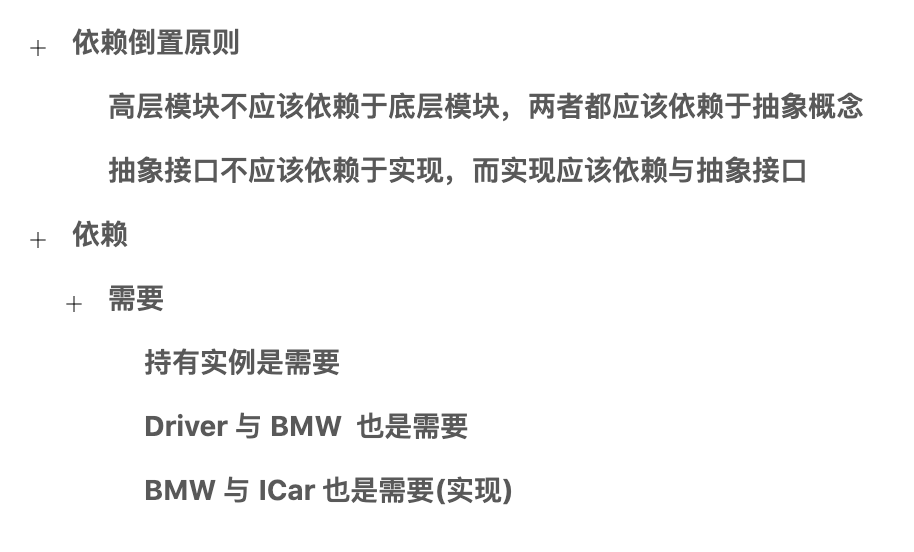 依赖倒置原则
高层模块不应该依赖于底层模块，两者都应该依赖于抽象概念
抽象接口不应该依赖于实现，而实现应该依赖与抽象接口
依赖
需要
持有实例是需要
Driver 与 BMW 也是需要
BMW 与 ICar 也是需要(实现)